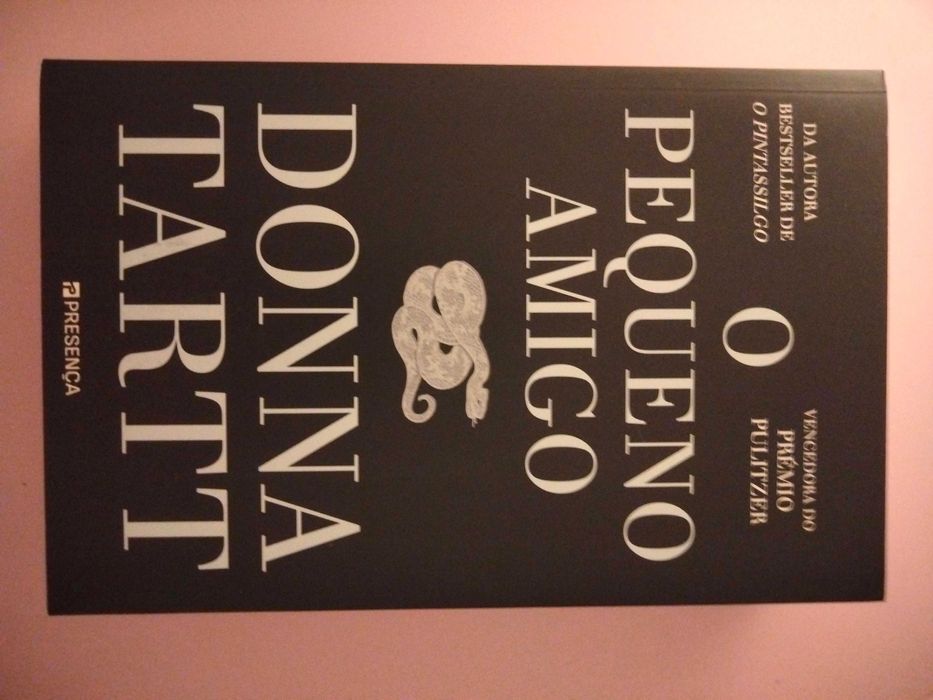 DA AUTORA
BESTSELLER DE
O PINTASSILGO
VENCEDORA DO
PRÉMIO
PULITZER
O
PEQUENO
AMIGO
DONNA
TARTT
PRESENÇA